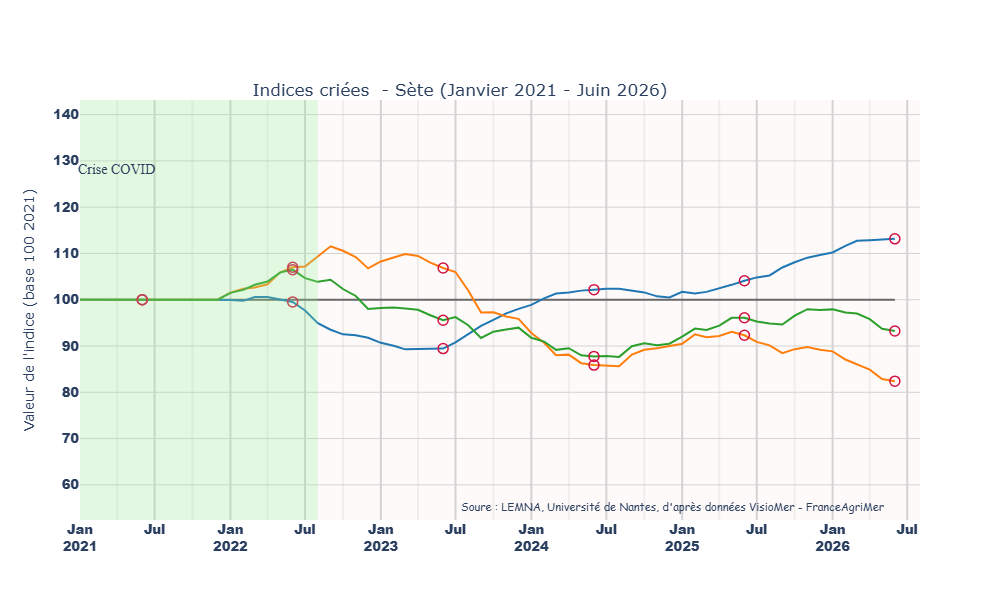 Indices criées  - Sète (Janvier 2021 - Juin 2026)
Valeur de l'indice (base 100 2021)
140
130
120
110
100
90
80
70
60
Crise COVID
Soure : LEMNA, Université de Nantes, d'après données VisioMer - FranceAgriMer
Jan Jul Jan Jul Jan Jul Jan Jul Jan Jul Jan Jul
2021 2022 2023 2024 2025 2026